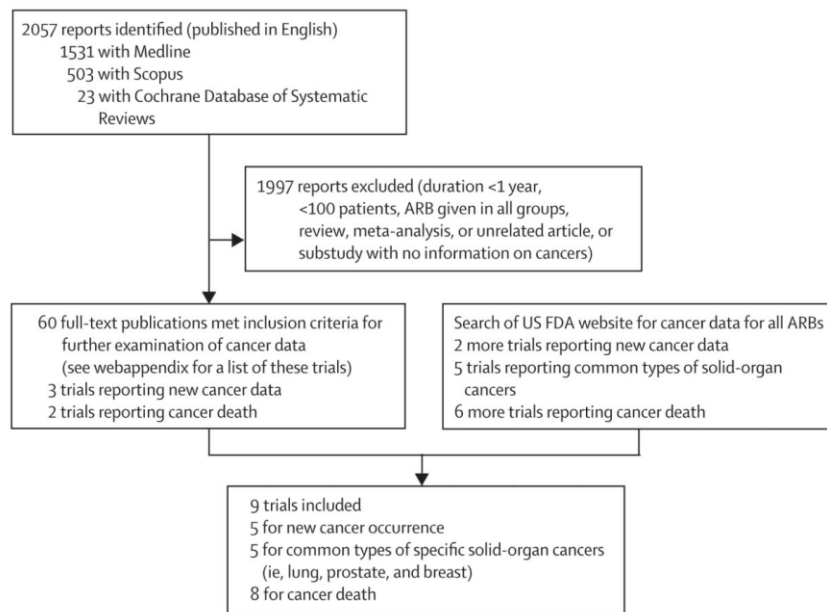 2057 reports identified (published in English)
1531 with Medline
503 with Scopus
23 with Cochrane Database of Systematic
Reviews
1997 reports excluded (duration <1 year,
<100 patients, ARB given in all groups,
review, meta-analysis, or unrelated article, or
substudy with no information on cancers)
60 full-text publications met inclusion criteria for
further examination of cancer data
(see webappendix for a list of these trials)
3 trials reporting new cancer data
2 trials reporting cancer death
Search of US FDA website for cancer data for all ARBs
2 more trials reporting new cancer data
5 trials reporting common types of solid-organ
cancers
6 more trials reporting cancer death
9 trials included
5 for new cancer occurrence
5 for common types of specific solid-organ cancers
(ie, lung, prostate, and breast)
8 for cancer death